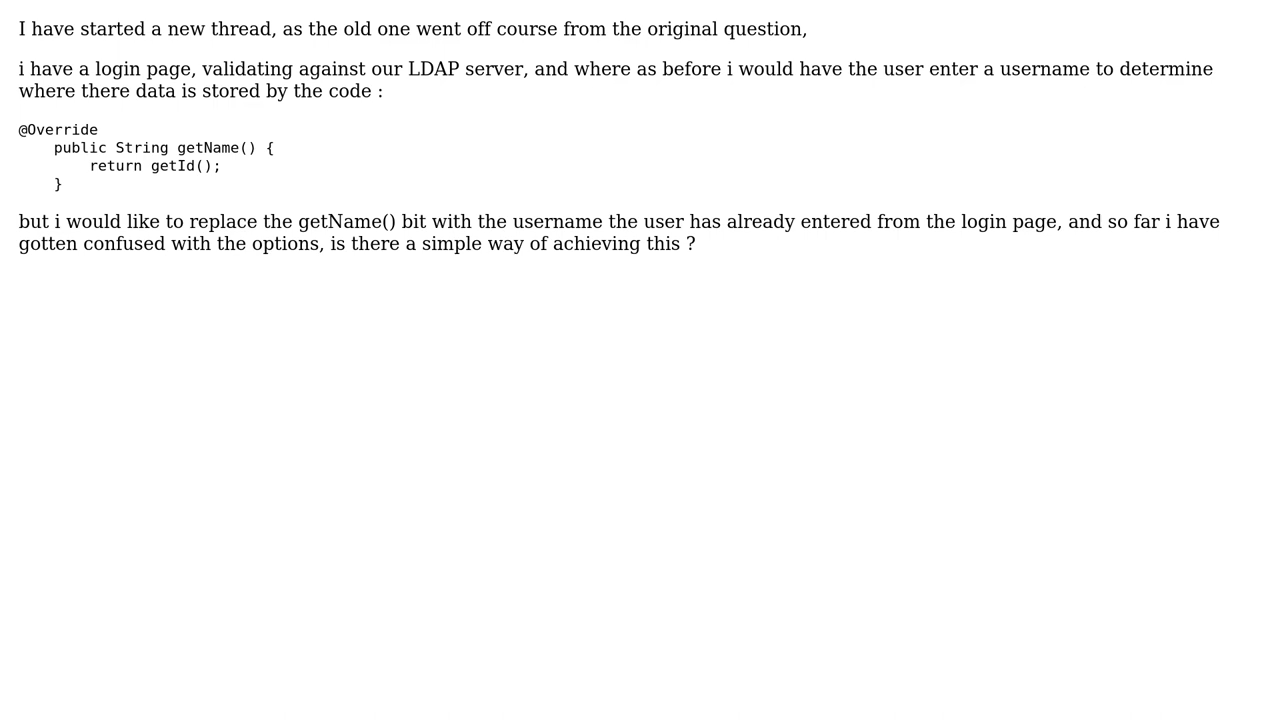 I have started a new thread, as the old one went off course from the original question,
i have a login page, validating against our LDAP server, and where as before i would have the user enter a username to determine
where there data is stored by the code :
@Override
    public String getName() {
        return getId();
    }
but i would like to replace the getName() bit with the username the user has already entered from the login page, and so far i have
gotten confused with the options, is there a simple way of achieving this ?